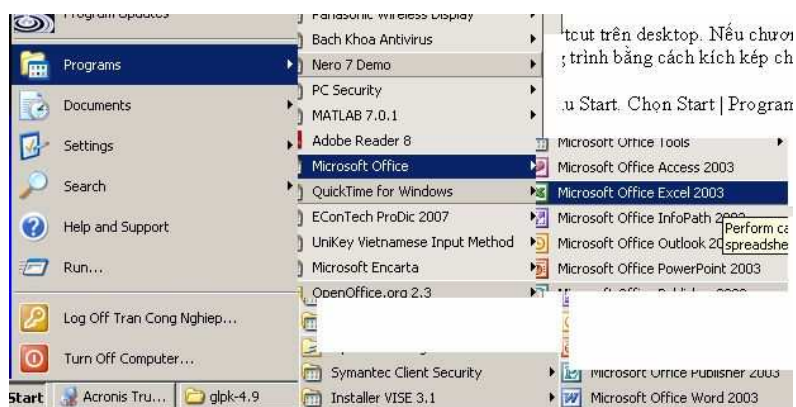 Program Updates
Programs
Documents
Settings
Search
Help and Support
Run...
Log Off Tran Cong Nghiep...
Turn Off Computer...
Start
Acronis Tru...
glpk-4.9
Panasonic Wireless Display
Bach Khoa Antivirus
Nero 7 Demo
PC Security
MATLAB 7.0.1
Adobe Reader 8
Microsoft Office
QuickTime for Windows
EConTech ProDic 2007
UniKey Vietnamese Input Method
Microsoft Encarta
OpenOffice.org 2.3
Symantec Client Security
Installer VISE 3.1
tcut trên desktop. Nếu chươn
trình bằng cách kích kép ch
u Start. Chọn Start | Program
Microsoft Office Tools
Microsoft Office Access 2003
Microsoft Office Excel 2003
Microsoft Office InfoPath
Perform ca
Microsoft Office Outlook 20
spreadshe
Microsoft Office PowerPoint 2003
Microsoft Office Publisher 2003
Microsoft Office Word 2003